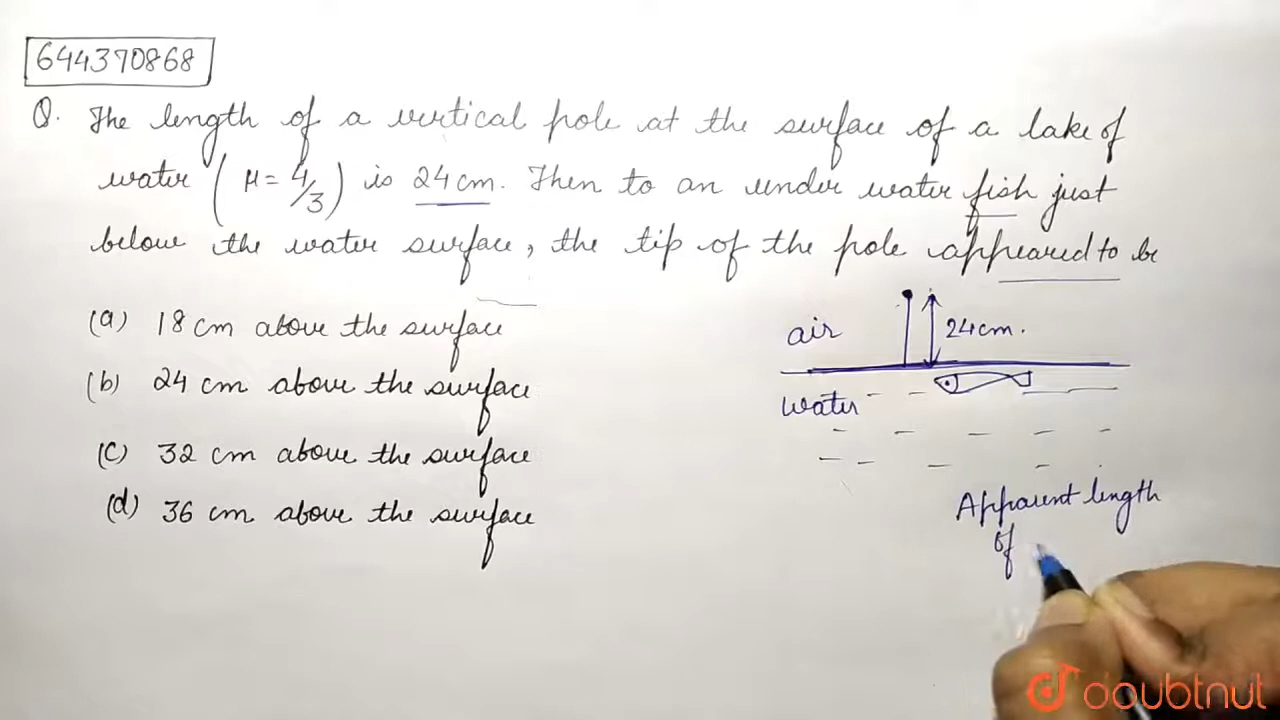 644370868
Q. The length of a vertical pole at the surface of a lake of
water (μ = 4/3) is 24 cm. Then to an under water fish just
below the water surface, the tip of the pole appeared to be
(a) 18 cm above the surface
(b) 24 cm above the surface
(c) 32 cm above the surface
(d) 36 cm above the surface
air
24cm.
water
Apparent length
of
doubtnut